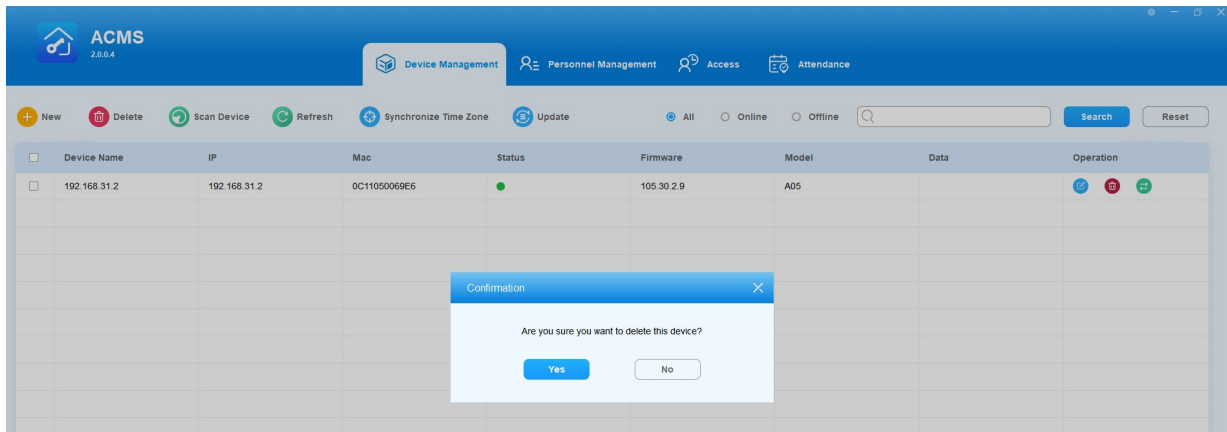 ACMS
2.0.0.4
Device Management Personnel Management Access Attendance
New Delete Scan Device Refresh Synchronize Time Zone Update All Online Offline Search Reset
Device Name IP Mac Status Firmware Model Data Operation
192.168.31.2 192.168.31.2 0C11050069E6 105.30.2.9 A05
Confirmation
Are you sure you want to delete this device?
Yes No